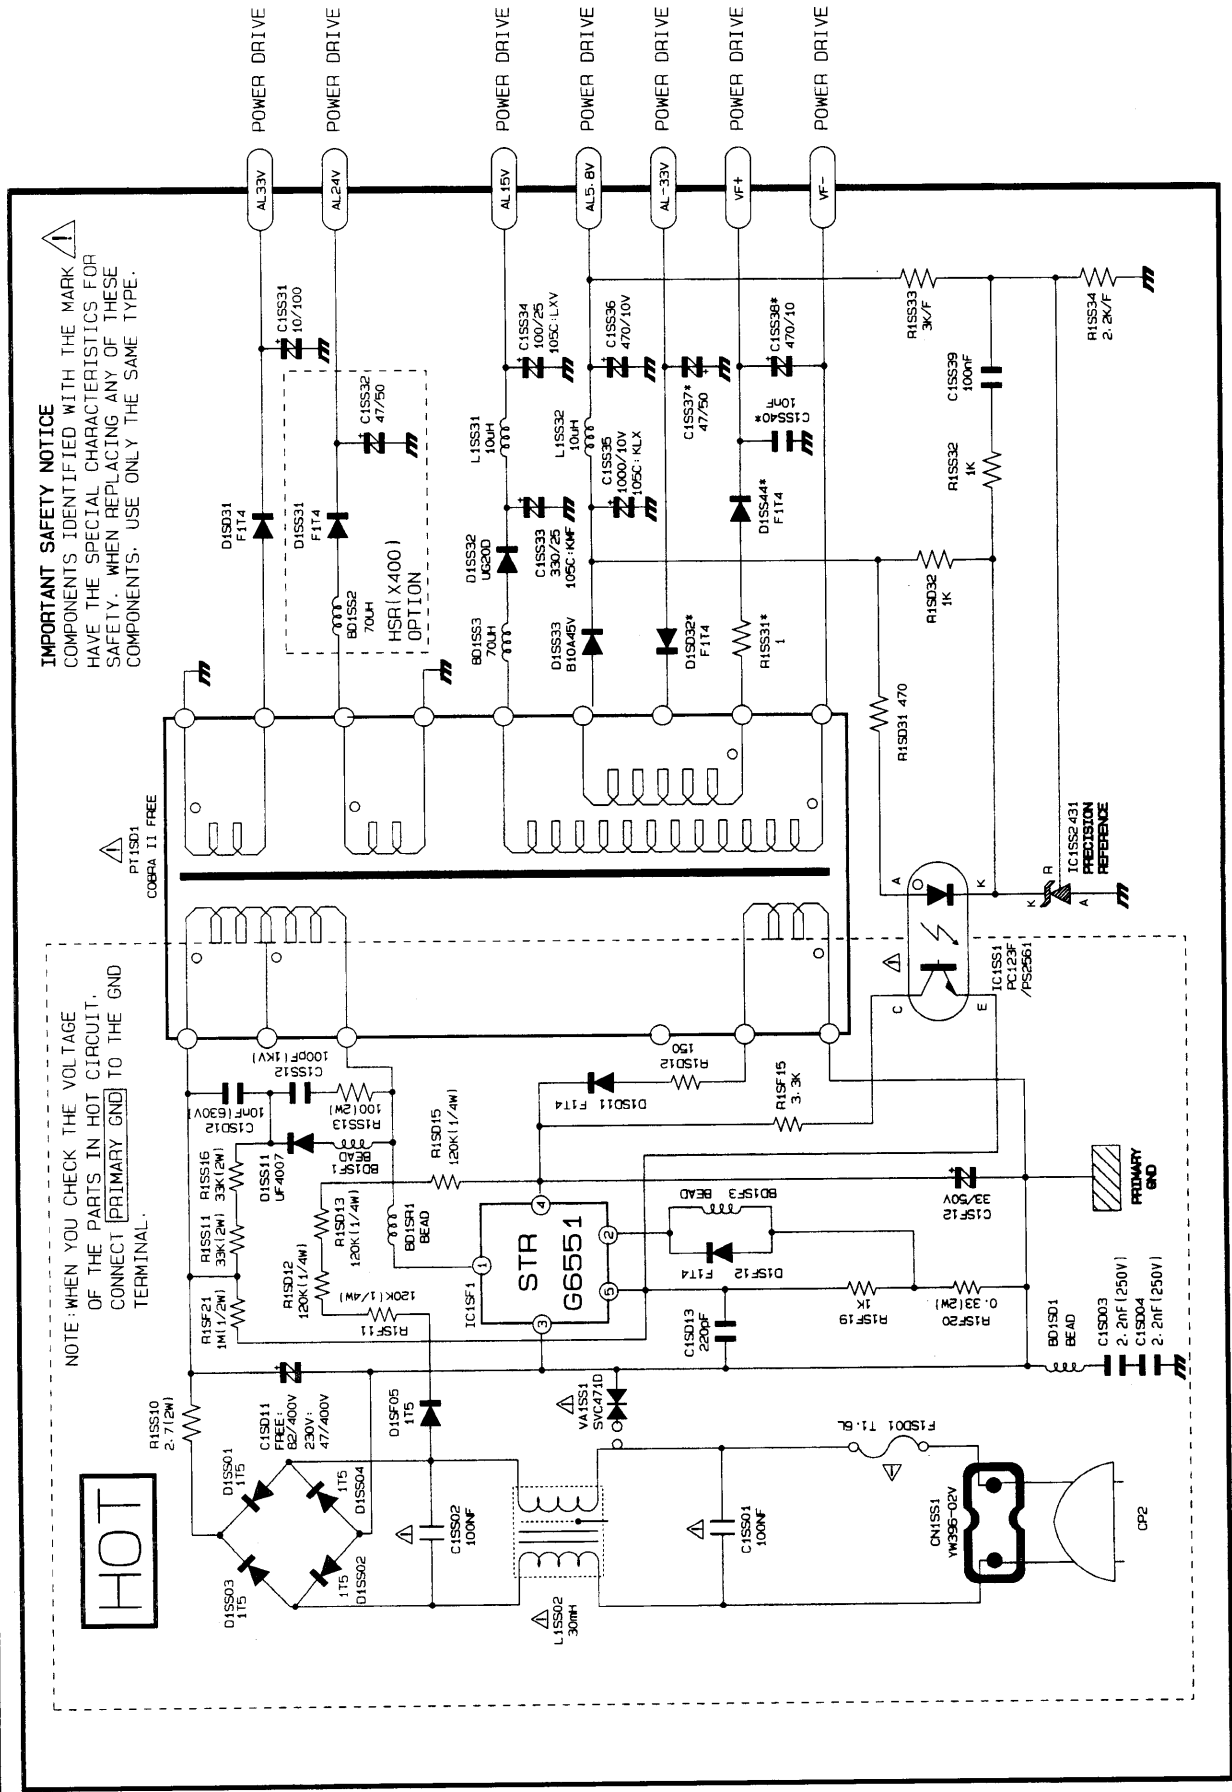 IMPORTANT SAFETY NOTICE
COMPONENTS IDENTIFIED WITH THE MARK
HAVE THE SPECIAL CHARACTERISTICS FOR
SAFETY. WHEN REPLACING ANY OF THESE
COMPONENTS. USE ONLY THE SAME TYPE.
NOTE:WHEN YOU CHECK THE VOLTAGE
OF THE PARTS IN HOT CIRCUIT.
CONNECT PRIMARY GND TO THE GND
TERMINAL.
HOT
R1SS10
2.7(2W)
D1SS01
1T5
D1SS03
1T5
1T5
D1SS04
1T5
D1SS02
C1SD11
FREE:
82/400V
230V:
47/400V
D1SF05
1T5
C1SS02
100NF
L1SS02
30mH
VA1SS1
SVC471D
C1SS01
100NF
F1SD01 T1.6L
CN1SS1
YW396-02V
CP2
R1SF21
1M(1/2W)
R1SS11
33K(2W)
R1SS16
33K(2W)
D1SS11
UF4007
C1SD12
10nF(630V)
C1SS12
100pF(1KV)
R1SS13
100(2W)
BD1SF1
BEAD
R1SD12
120K(1/4W)
R1SD13
120K(1/4W)
R1SF11
120K(1/4W)
R1SD15
120K(1/4W)
BD1SR1
BEAD
IC1SF1
STR
G6551
1
2
3
4
5
D1SD11 F1T4
R1SD12
150
R1SF15
3.3K
BD1SF3
BEAD
F1T4
D1SF12
C1SF12
33/50V
C1SD13
220pF
R1SF19
1K
R1SF20
0.33(2W)
PRIMARY
GND
BD1SD1
BEAD
C1SD03
2.2nF(250V)
C1SD04
2.2nF(250V)
PT1SD1
COBRA II FREE
IC1SS1
PC123F
/PS2561
C
E
A
K
K
R
A
IC1SS2 431
PRECISION
REFERENCE
R1SD31 470
R1SD32
1K
R1SS32
1K
C1SS39
100nF
R1SS33
3K/F
R1SS34
2.2K/F
D1SD31
F1T4
C1SS31
10/100
D1SS31
F1T4
BD1SS2
70UH
C1SS32
47/50
HSR(X400)
OPTION
BD1SS3
70UH
D1SS32
UG20D
C1SS33
330/25
105C:KMF
L1SS31
10uH
C1SS34
100/25
105C:LXV
D1SS33
B10A45V
C1SS35
1000/10V
105C:KLX
L1SS32
10uH
C1SS36
470/10V
D1SD32*
F1T4
C1SS37*
47/50
R1SS31*
1
D1SS44*
F1T4
C1SS40*
10nF
C1SS38*
470/10
AL33V POWER DRIVE
AL24V POWER DRIVE
AL15V POWER DRIVE
AL5.8V POWER DRIVE
AL-33V POWER DRIVE
VF+ POWER DRIVE
VF- POWER DRIVE